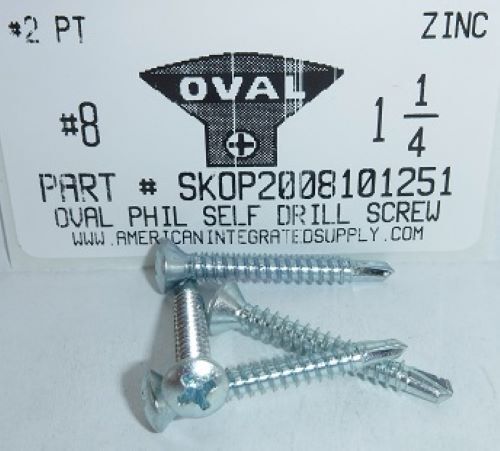 #2 PT ZINC
OVAL
#8 1 1/4
PART # SKOP2008101251
OVAL PHIL SELF DRILL SCREW
WWW.AMERICANINTEGRATEDSUPPLY.COM